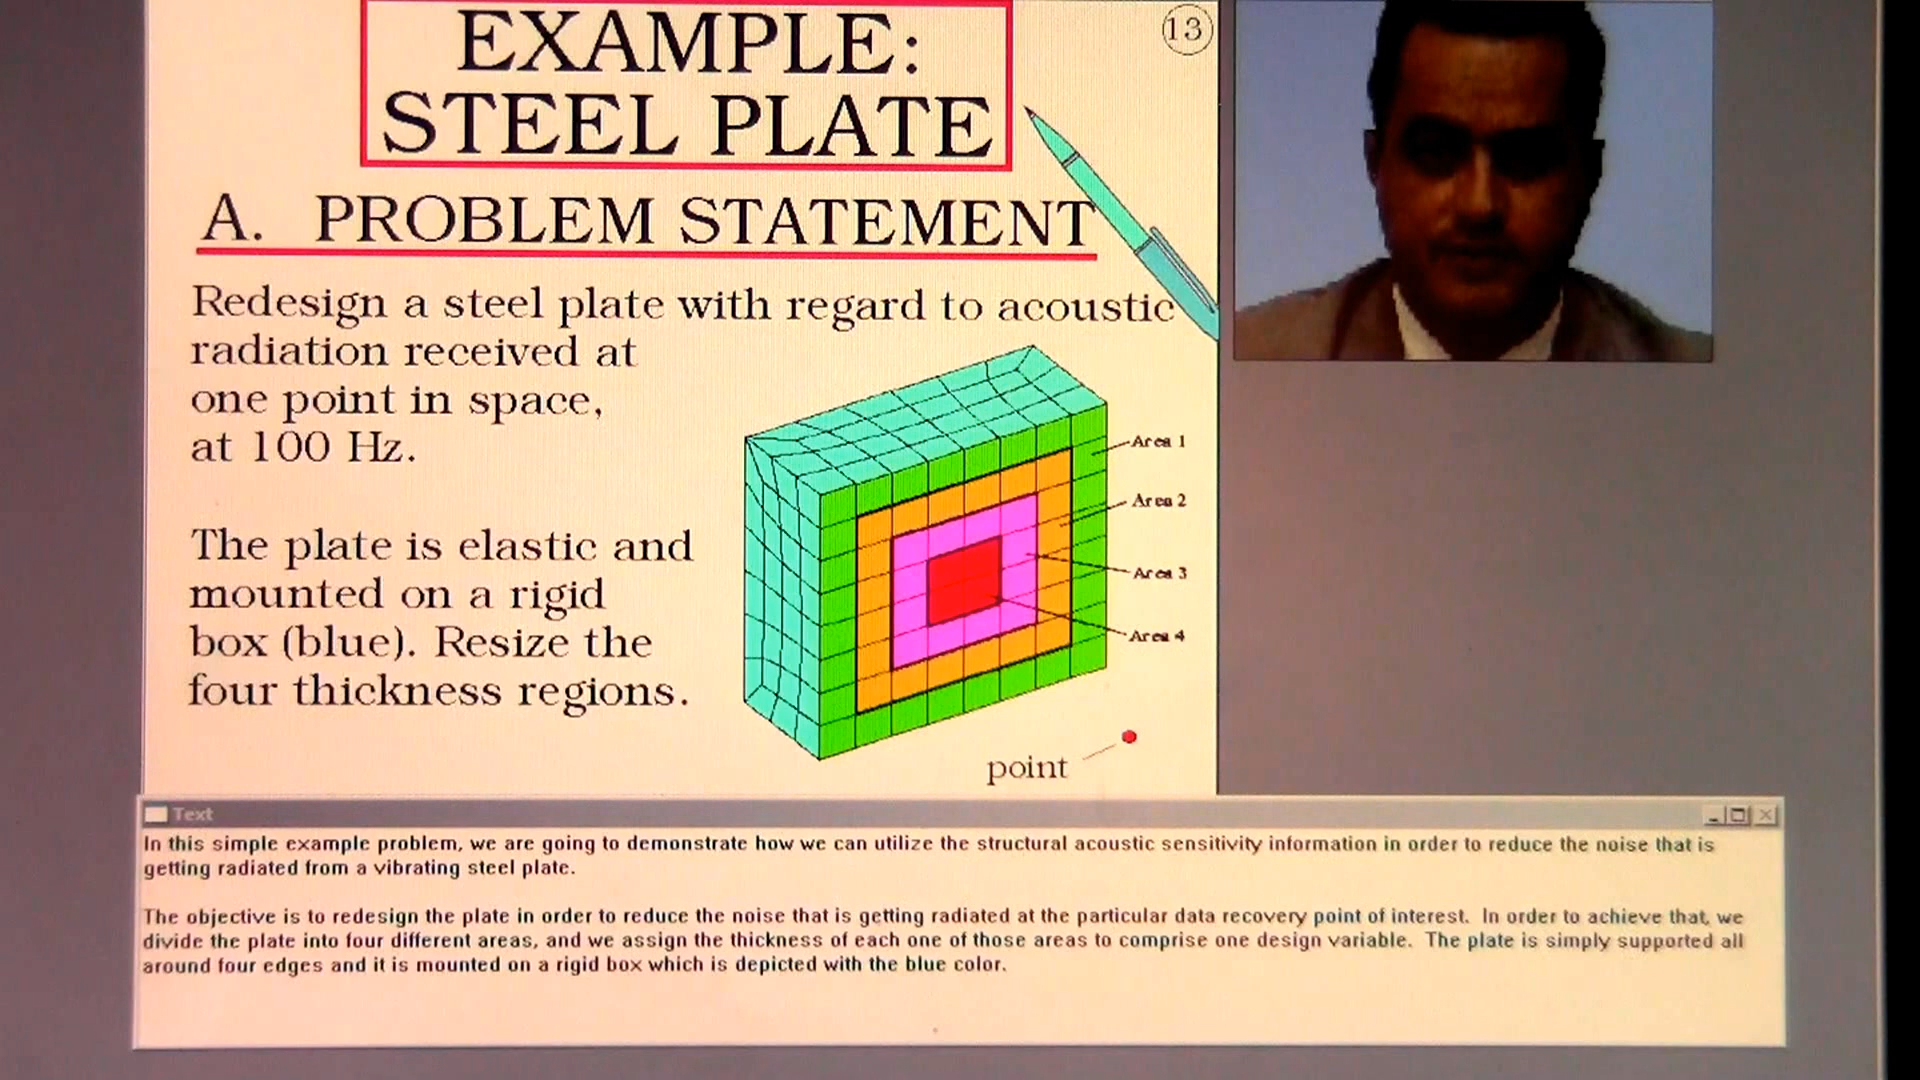 EXAMPLE:
STEEL PLATE
13
A. PROBLEM STATEMENT
Redesign a steel plate with regard to acoustic
radiation received at
one point in space,
at 100 Hz.
The plate is elastic and
mounted on a rigid
box (blue). Resize the
four thickness regions.
Area 1
Area 2
Area 3
Area 4
point
Text
In this simple example problem, we are going to demonstrate how we can utilize the structural acoustic sensitivity information in order to reduce the noise that is
getting radiated from a vibrating steel plate.
The objective is to redesign the plate in order to reduce the noise that is getting radiated at the particular data recovery point of interest. In order to achieve that, we
divide the plate into four different areas, and we assign the thickness of each one of those areas to comprise one design variable. The plate is simply supported all
around four edges and it is mounted on a rigid box which is depicted with the blue color.